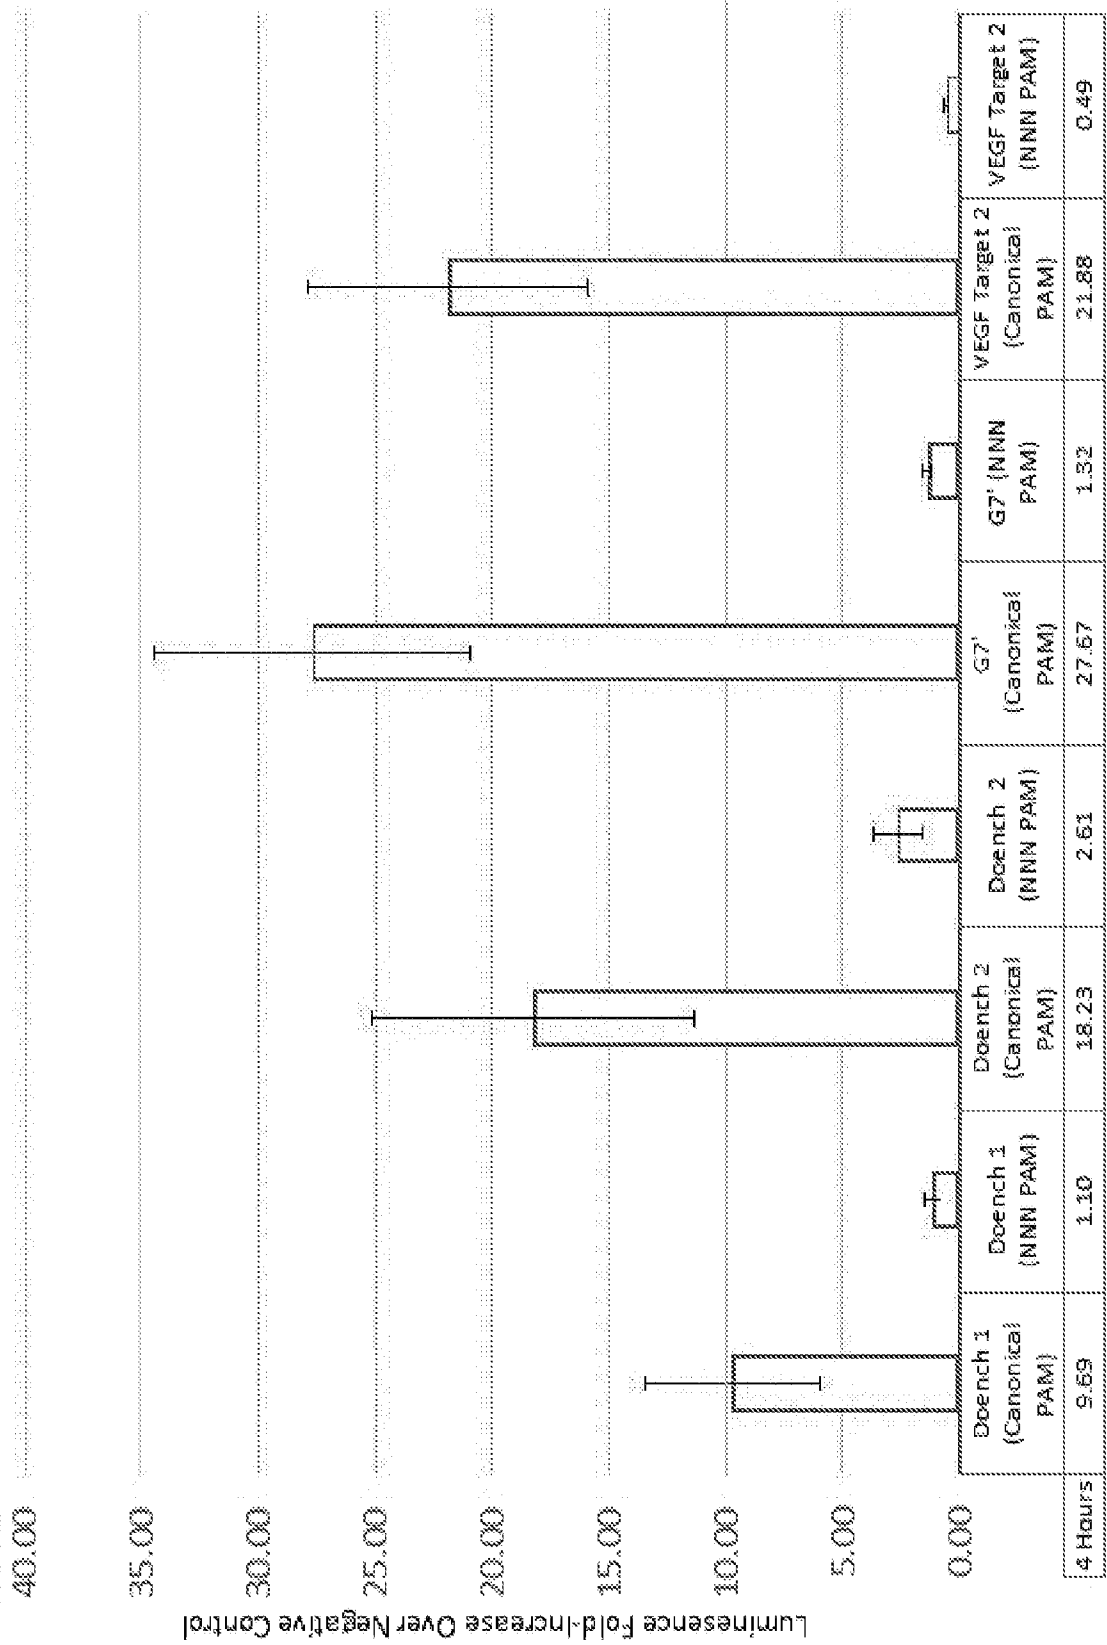 Luminesence Fold-Increase Over Negative Control
40.00
35.00
30.00
25.00
20.00
15.00
10.00
5.00
0.00
Doench 1
(Canonical
PAM)
Doench 1
(NNN PAM)
Doench 2
(Canonical
PAM)
Doench 2
(NNN PAM)
G7'
(Canonical
PAM)
G7' (NNN
PAM)
VEGF Target 2
(Canonical
PAM)
VEGF Target 2
(NNN PAM)
4 Hours
9.69
1.10
18.23
2.61
27.67
1.32
21.88
0.49